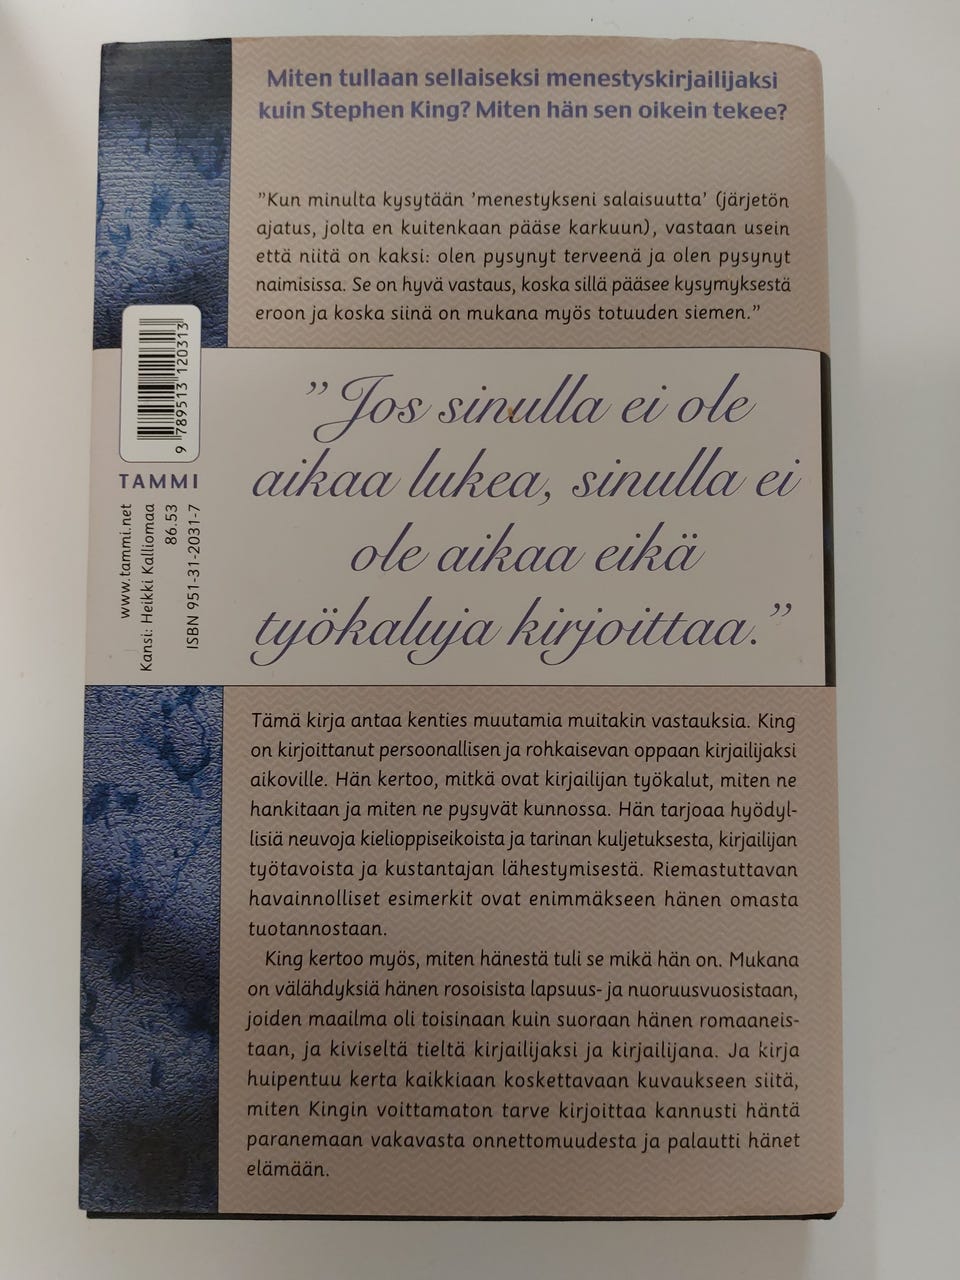 Miten tullaan sellaiseksi menestyskirjailijaksi
kuin Stephen King? Miten hän sen oikein tekee?
”Kun minulta kysytään ’menestykseni salaisuutta’ (järjetön
ajatus, jolta en kuitenkaan pääse karkuun), vastaan usein
että niitä on kaksi: olen pysynyt terveenä ja olen pysynyt
naimisissa. Se on hyvä vastaus, koska sillä pääsee kysymyksestä
eroon ja koska siinä on mukana myös totuuden siemen.”
”Jos sinulla ei ole
aikaa lukea, sinulla ei
ole aikaa eikä
työkaluja kirjoittaa.”
9 789513 120313
TAMMI
www.tammi.net
Kansi: Heikki Kalliomaa
86.53
ISBN 951-31-2031-7
Tämä kirja antaa kenties muutamia muitakin vastauksia. King
on kirjoittanut persoonallisen ja rohkaisevan oppaan kirjailijaksi
aikoville. Hän kertoo, mitkä ovat kirjailijan työkalut, miten ne
hankitaan ja miten ne pysyvät kunnossa. Hän tarjoaa hyödyl-
lisiä neuvoja kielioppiseikoista ja tarinan kuljetuksesta, kirjailijan
työtavoista ja kustantajan lähestymisestä. Riemastuttavan
havainnolliset esimerkit ovat enimmäkseen hänen omasta
tuotannostaan.
King kertoo myös, miten hänestä tuli se mikä hän on. Mukana
on välähdyksiä hänen rosoisista lapsuus- ja nuoruusvuosistaan,
joiden maailma oli toisinaan kuin suoraan hänen romaaneis-
taan, ja kiviseltä tieltä kirjailijaksi ja kirjailijana. Ja kirja
huipentuu kerta kaikkiaan koskettavaan kuvaukseen siitä,
miten Kingin voittamaton tarve kirjoittaa kannusti häntä
paranemaan vakavasta onnettomuudesta ja palautti hänet
elämään.